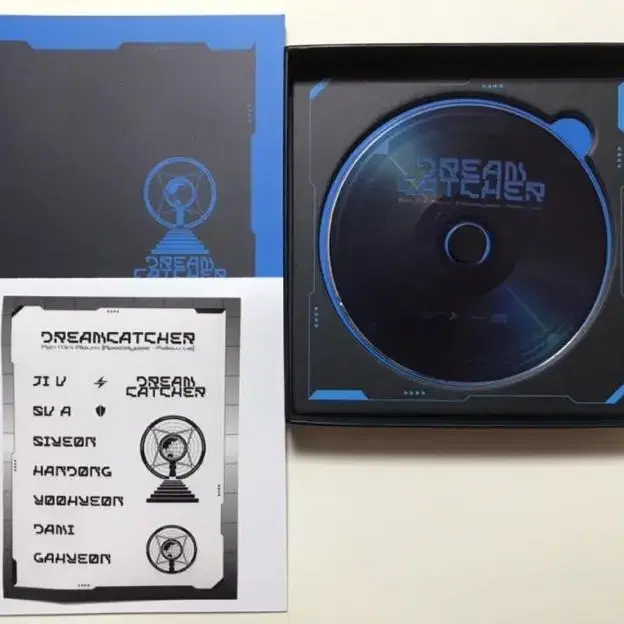 DREAM
CATCHER
DREAM
CATCHER
DREAMCATCHER
JI U
DREAM
CATCHER
SU A
SIYEON
HANDONG
YOOHYEON
DAMI
GAHYEON